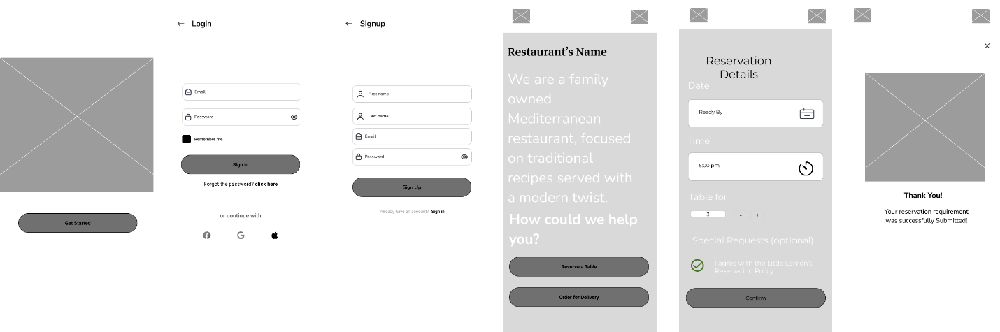 Get Started
Login
Email
Password
Remember me
Sign in
Forgot the password? click here
or continue with
Signup
First name
Last name
Email
Password
Sign Up
Already have an account? Sign in
Restaurant's Name
We are a family
owned
Mediterranean
restaurant, focused
on traditional
recipes served with
a modern twist.
How could we help
you?
Reserve a Table
Order for Delivery
Reservation
Details
Date
Ready By
Time
5:00 pm
Table for
3 - +
Special Requests (optional)
I agree with the Little Lemon's
Reservation Policy
Confirm
Thank You!
Your reservation requirement
was successfully Submitted!